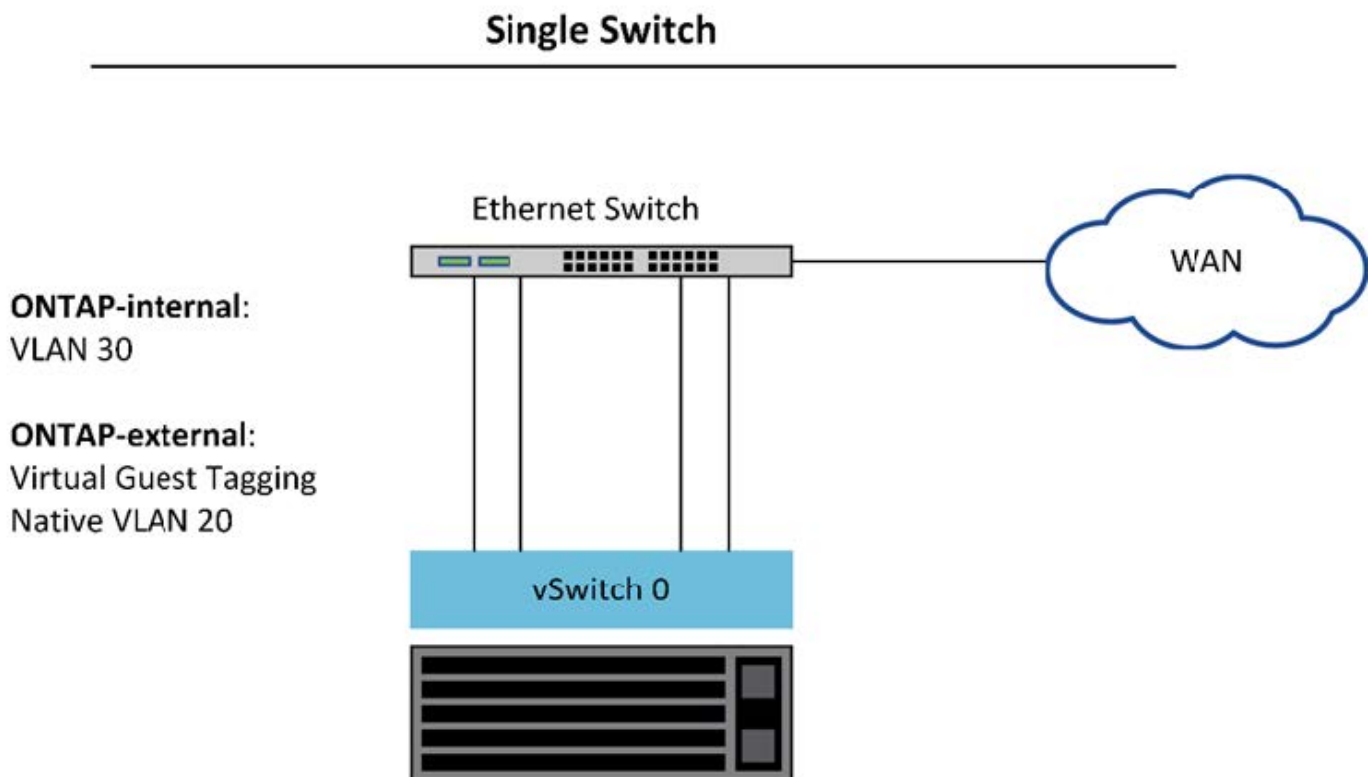 Single Switch
Ethernet Switch
WAN
ONTAP-internal:
VLAN 30
ONTAP-external:
Virtual Guest Tagging
Native VLAN 20
vSwitch 0